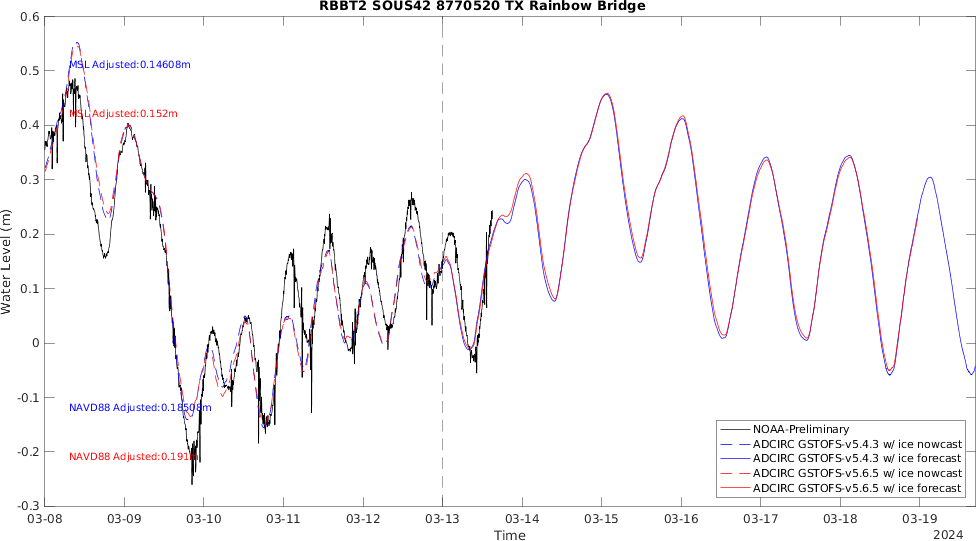 RBBT2 SOUS42 8770520 TX Rainbow Bridge
0.6
0.5
0.4
0.3
0.2
0.1
0
-0.1
-0.2
-0.3
Water Level (m)
MSL Adjusted:0.14608m
MSL Adjusted:0.152m
NAVD88 Adjusted:0.18508m
NAVD88 Adjusted:0.191m
NOAA-Preliminary
ADCIRC GSTOFS-v5.4.3 w/ ice nowcast
ADCIRC GSTOFS-v5.4.3 w/ ice forecast
ADCIRC GSTOFS-v5.6.5 w/ ice nowcast
ADCIRC GSTOFS-v5.6.5 w/ ice forecast
03-08 03-09 03-10 03-11 03-12 03-13 03-14 03-15 03-16 03-17 03-18 03-19
Time
2024